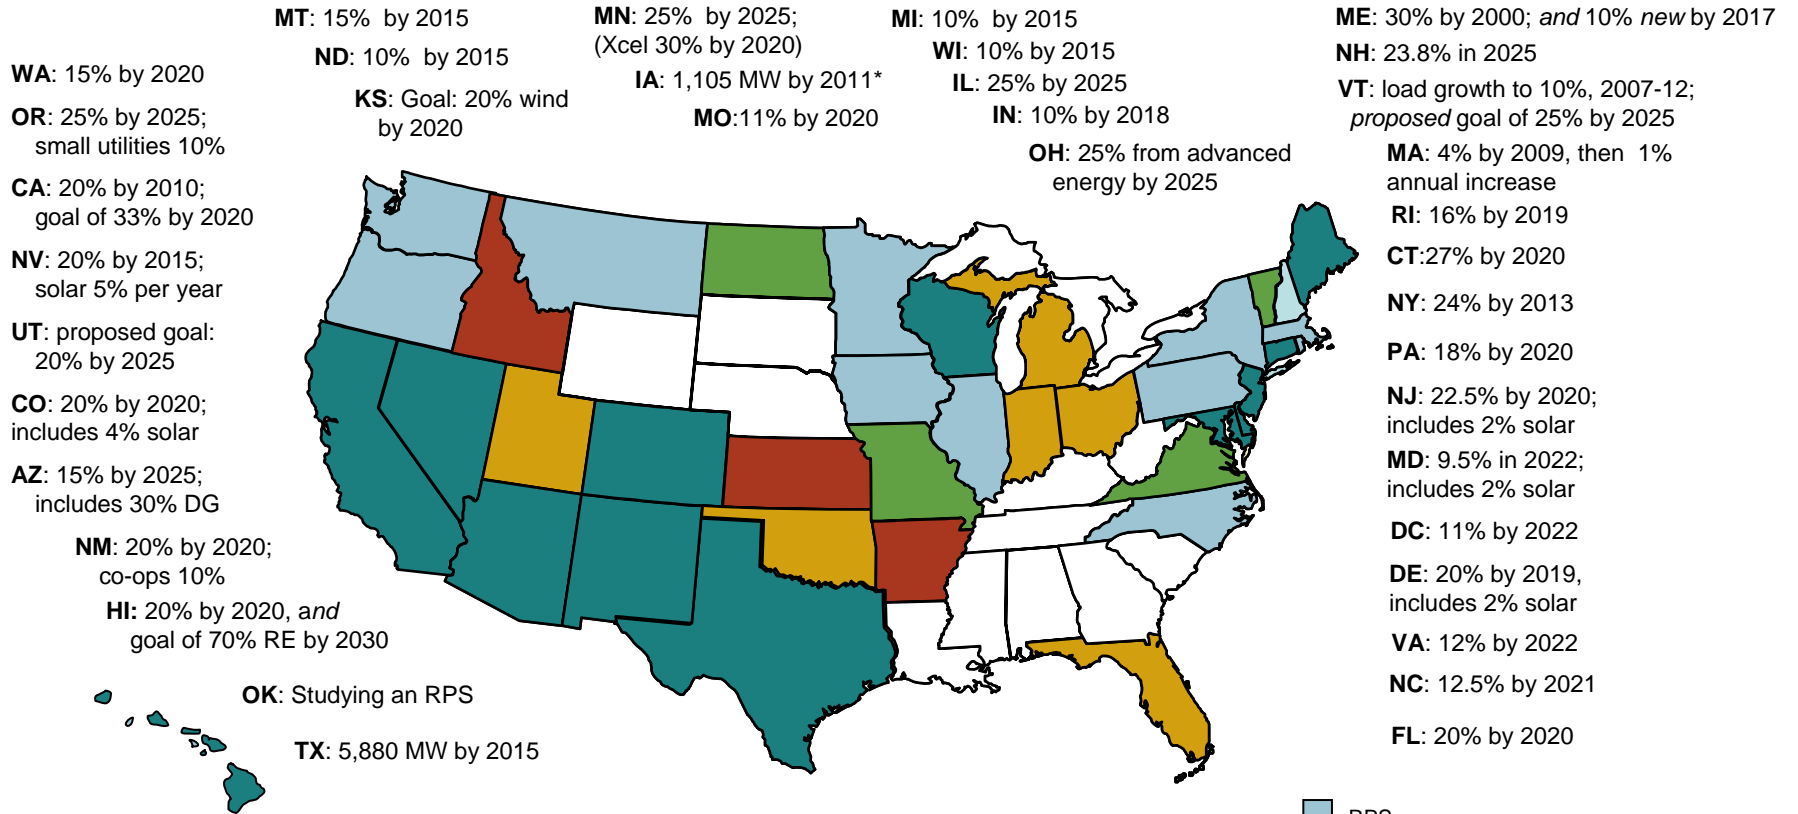 MT: 15%  by 2015
ND: 10%  by 2015
KS: Goal: 20% wind
by 2020
MN: 25% by 2025;
(Xcel 30% by 2020)
IA: 1,105 MW by 2011*
MO:11% by 2020
MI: 10%  by 2015
WI: 10% by 2015
IL: 25% by 2025
IN: 10% by 2018
OH: 25% from advanced
energy by 2025
ME: 30% by 2000; and 10% new by 2017
NH: 23.8% in 2025
VT: load growth to 10%, 2007-12;
proposed goal of 25% by 2025
MA: 4% by 2009, then  1%
annual increase
RI: 16% by 2019
CT:27% by 2020
NY: 24% by 2013
PA: 18% by 2020
NJ: 22.5% by 2020;
includes 2% solar
MD: 9.5% in 2022;
includes 2% solar
DC: 11% by 2022
DE: 20% by 2019,
includes 2% solar
VA: 12% by 2022
NC: 12.5% by 2021
FL: 20% by 2020
WA: 15% by 2020
OR: 25% by 2025;
small utilities 10%
CA: 20% by 2010;
goal of 33% by 2020
NV: 20% by 2015;
solar 5% per year
UT: proposed goal:
20% by 2025
CO: 20% by 2020;
includes 4% solar
AZ: 15% by 2025;
includes 30% DG
NM: 20% by 2020;
co-ops 10%
HI: 20% by 2020, and
goal of 70% RE by 2030
OK: Studying an RPS
TX: 5,880 MW by 2015